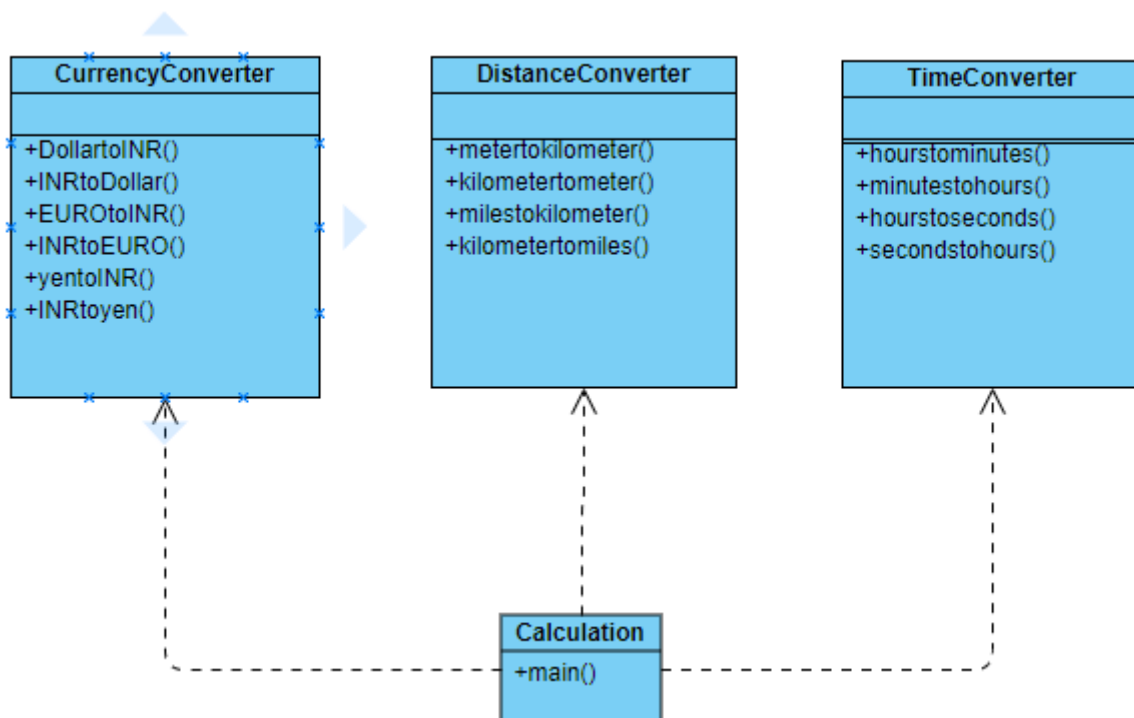 CurrencyConverter
+DollartoINR()
+INRtoDollar()
+EUROtoINR()
+INRtoEURO()
+yentoINR()
+INRtoyen()
DistanceConverter
+metertokilometer()
+kilometertometer()
+milestokilometer()
+kilometertomiles()
TimeConverter
+hourstominutes()
+minutestohours()
+hourstoseconds()
+secondstohours()
Calculation
+main()